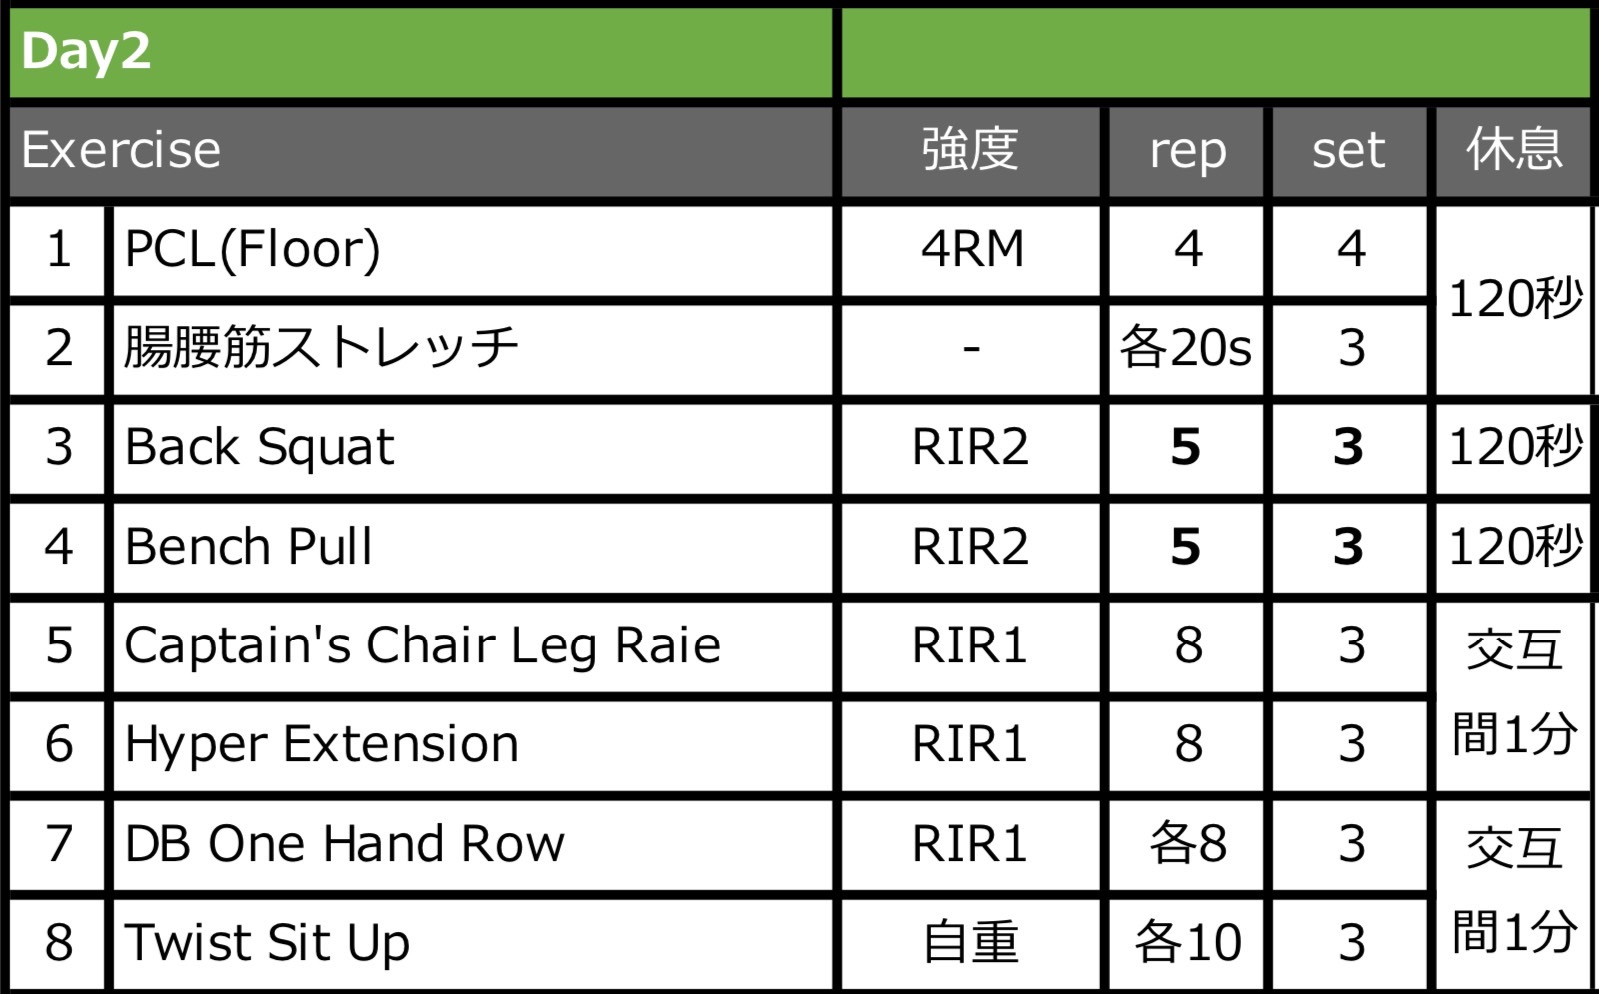 Day2
Exercise 強度 rep set 休息
1 PCL(Floor) 4RM 4 4 120秒
2 腸腰筋ストレッチ - 各20s 3
3 Back Squat RIR2 5 3 120秒
4 Bench Pull RIR2 5 3 120秒
5 Captain's Chair Leg Raie RIR1 8 3 交互
6 Hyper Extension RIR1 8 3 間1分
7 DB One Hand Row RIR1 各8 3 交互
8 Twist Sit Up 自重 各10 3 間1分